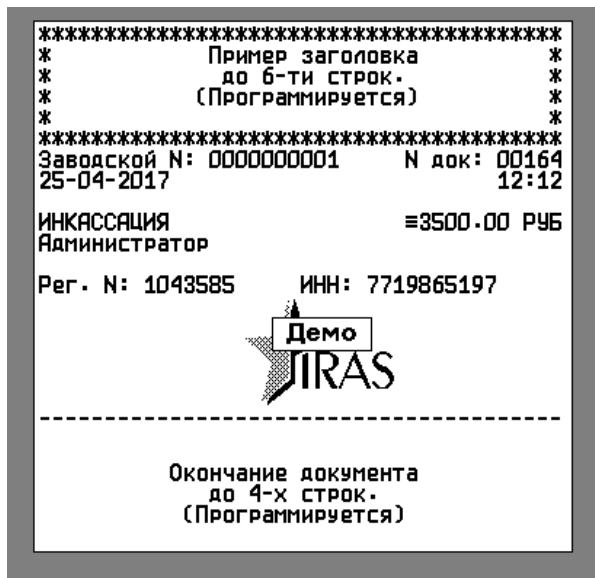 ****************************************
* Пример заголовка *
* до 6-ти строк. *
* (Программируется) *
* *
****************************************
Заводской N: 0000000001 N док: 00164
25-04-2017 12:12
ИНКАССАЦИЯ ≡3500.00 РУБ
Администратор
Рег. N: 1043585 ИНН: 7719865197
Демо
IRAS
----------------------------------------
Окончание документа
до 4-х строк.
(Программируется)